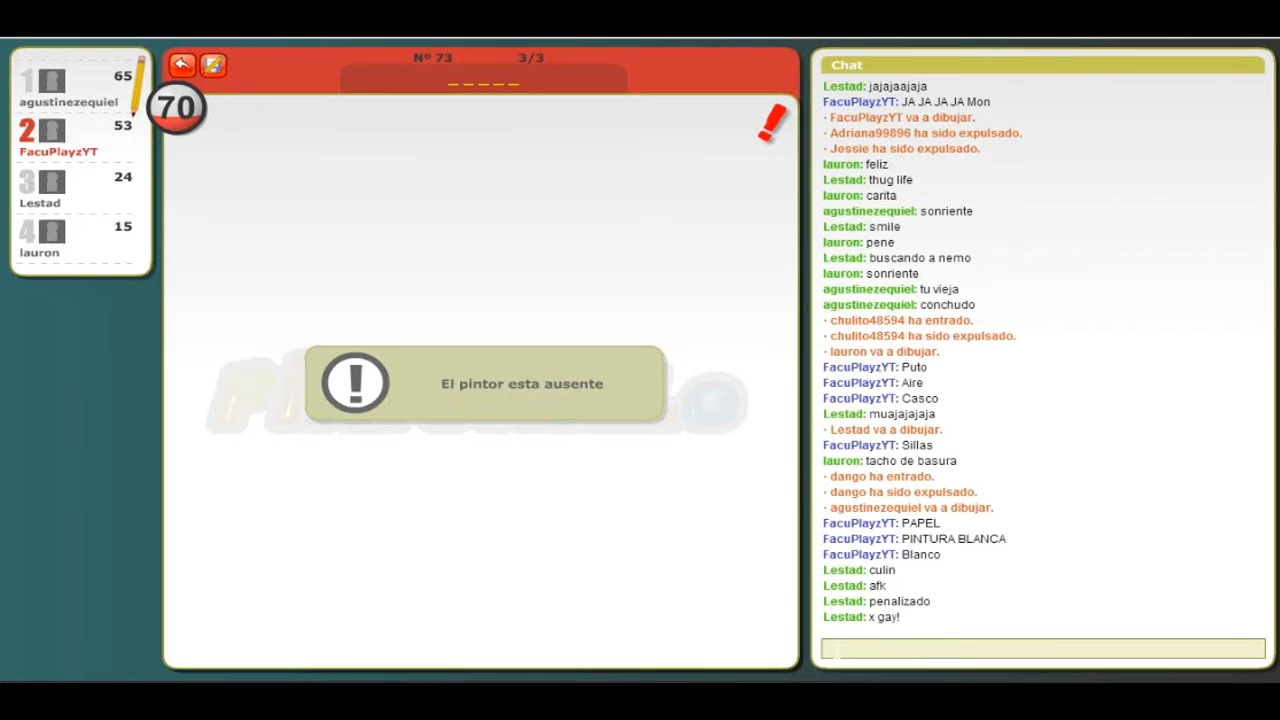 1
65
agustinezequiel
2
53
FacuPlayzYT
3
24
Lestad
4
15
lauron
70
Nº 73 3/3
_ _ _ _ _
!
! El pintor esta ausente
Chat
Lestad: jajajaajaja
FacuPlayzYT: JA JA JA JA Mon
· FacuPlayzYT va a dibujar.
· Adriana99896 ha sido expulsado.
· Jessie ha sido expulsado.
lauron: feliz
Lestad: thug life
lauron: carita
agustinezequiel: sonriente
Lestad: smile
lauron: pene
Lestad: buscando a nemo
lauron: sonriente
agustinezequiel: tu vieja
agustinezequiel: conchudo
· chulito48594 ha entrado.
· chulito48594 ha sido expulsado.
· lauron va a dibujar.
FacuPlayzYT: Puto
FacuPlayzYT: Aire
FacuPlayzYT: Casco
Lestad: muajajajaja
· Lestad va a dibujar.
FacuPlayzYT: Sillas
lauron: tacho de basura
· dango ha entrado.
· dango ha sido expulsado.
· agustinezequiel va a dibujar.
FacuPlayzYT: PAPEL
FacuPlayzYT: PINTURA BLANCA
FacuPlayzYT: Blanco
Lestad: culin
Lestad: afk
Lestad: penalizado
Lestad: x gay!